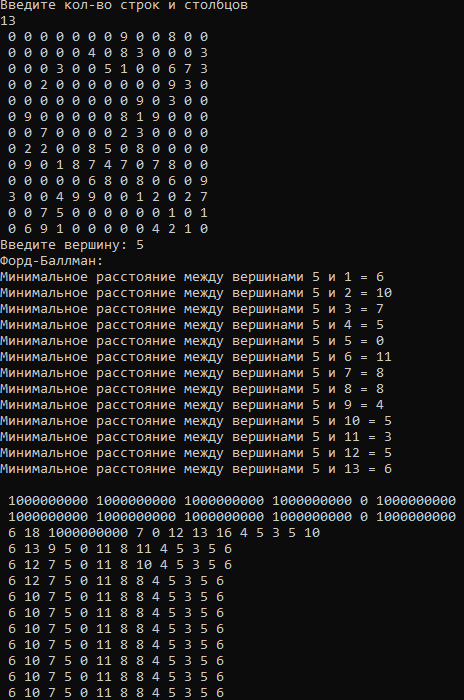 Введите кол-во строк и столбцов
13
0 0 0 0 0 0 0 9 0 0 8 0 0
0 0 0 0 0 4 0 8 3 0 0 0 3
0 0 0 3 0 0 5 1 0 0 6 7 3
0 0 2 0 0 0 0 0 0 0 9 3 0
0 0 0 0 0 0 0 0 9 0 3 0 0
0 9 0 0 0 0 0 8 1 9 0 0 0
0 0 7 0 0 0 0 2 3 0 0 0 0
0 2 2 0 0 8 5 0 8 0 0 0 0
0 9 0 1 8 7 4 7 0 7 8 0 0
0 0 0 0 0 6 8 0 8 0 6 0 9
3 0 0 4 9 9 0 0 1 2 0 2 7
0 0 7 5 0 0 0 0 0 0 1 0 1
0 6 9 1 0 0 0 0 0 4 2 1 0
Введите вершину: 5
Форд-Баллман:
Минимальное расстояние между вершинами 5 и 1 = 6
Минимальное расстояние между вершинами 5 и 2 = 10
Минимальное расстояние между вершинами 5 и 3 = 7
Минимальное расстояние между вершинами 5 и 4 = 5
Минимальное расстояние между вершинами 5 и 5 = 0
Минимальное расстояние между вершинами 5 и 6 = 11
Минимальное расстояние между вершинами 5 и 7 = 8
Минимальное расстояние между вершинами 5 и 8 = 8
Минимальное расстояние между вершинами 5 и 9 = 4
Минимальное расстояние между вершинами 5 и 10 = 5
Минимальное расстояние между вершинами 5 и 11 = 3
Минимальное расстояние между вершинами 5 и 12 = 5
Минимальное расстояние между вершинами 5 и 13 = 6
1000000000 1000000000 1000000000 1000000000 0 1000000000
1000000000 1000000000 1000000000 1000000000 0 1000000000
6 18 1000000000 7 0 12 13 16 4 5 3 5 10
6 13 9 5 0 11 8 11 4 5 3 5 6
6 12 7 5 0 11 8 10 4 5 3 5 6
6 12 7 5 0 11 8 8 4 5 3 5 6
6 10 7 5 0 11 8 8 4 5 3 5 6
6 10 7 5 0 11 8 8 4 5 3 5 6
6 10 7 5 0 11 8 8 4 5 3 5 6
6 10 7 5 0 11 8 8 4 5 3 5 6
6 10 7 5 0 11 8 8 4 5 3 5 6
6 10 7 5 0 11 8 8 4 5 3 5 6
6 10 7 5 0 11 8 8 4 5 3 5 6